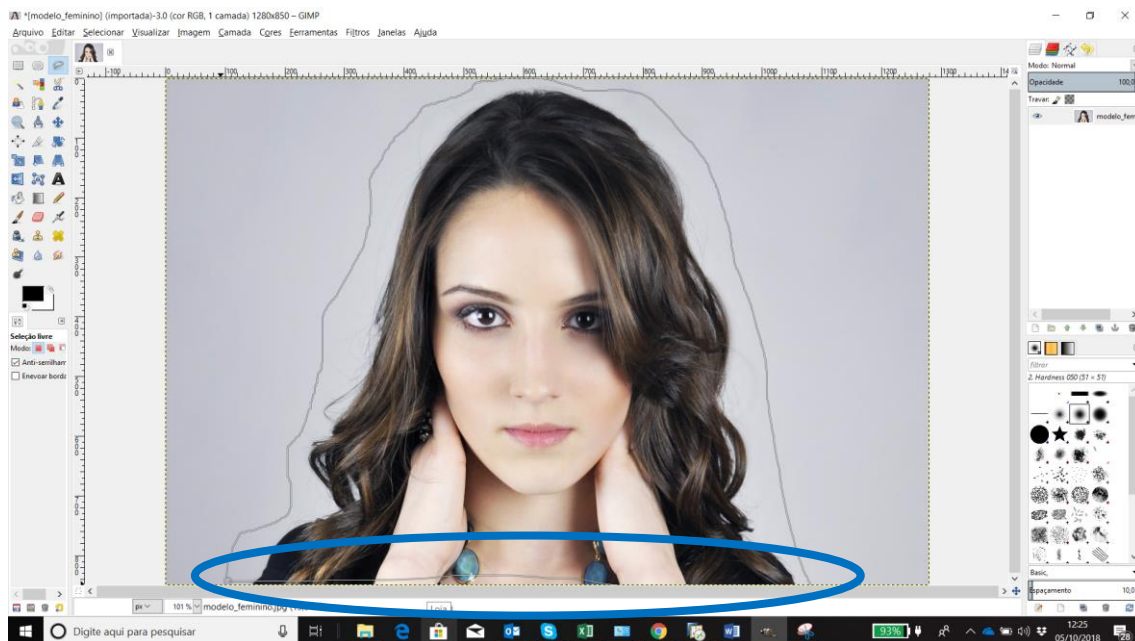 *[modelo_feminino] (importada)-3.0 (cor RGB, 1 camada) 1280x850 – GIMP
Arquivo Editar Selecionar Visualizar Imagem Camada Cores Ferramentas Filtros Janelas Ajuda
Modo: Normal
Opacidade 100,0
Travar:
modelo_fem
Seleção livre
Modo:
Anti-serrilham
Enevoar borda
filtrar
2. Hardness 050 (51 × 51)
Basic,
Espaçamento 10,0
px 101 % modelo_feminino.jpg
Digite aqui para pesquisar
93%
12:25
05/10/2018
28